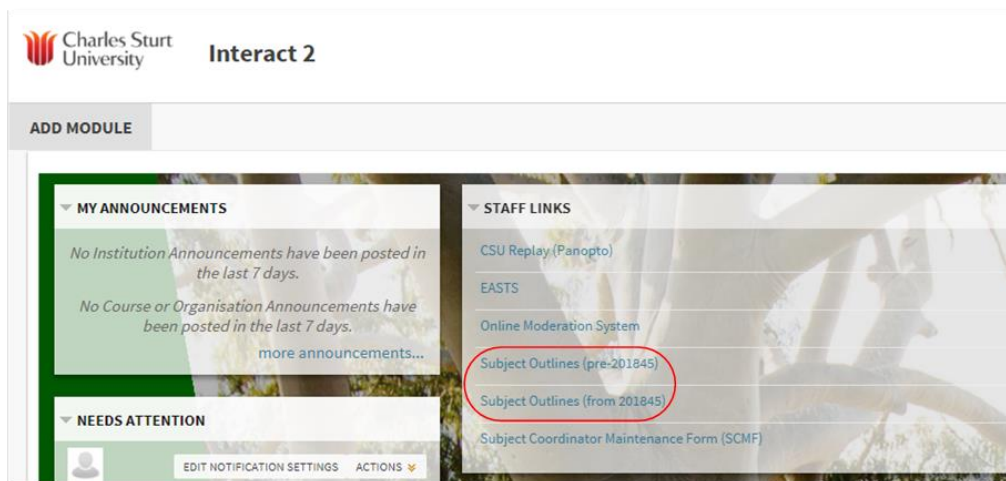 Charles Sturt
University
Interact 2
ADD MODULE
MY ANNOUNCEMENTS
No Institution Announcements have been posted in
the last 7 days.
No Course or Organisation Announcements have
been posted in the last 7 days.
more announcements...
NEEDS ATTENTION
EDIT NOTIFICATION SETTINGS ACTIONS
STAFF LINKS
CSU Replay (Panopto)
EASTS
Online Moderation System
Subject Outlines (pre-201845)
Subject Outlines (from 201845)
Subject Coordinator Maintenance Form (SCMF)